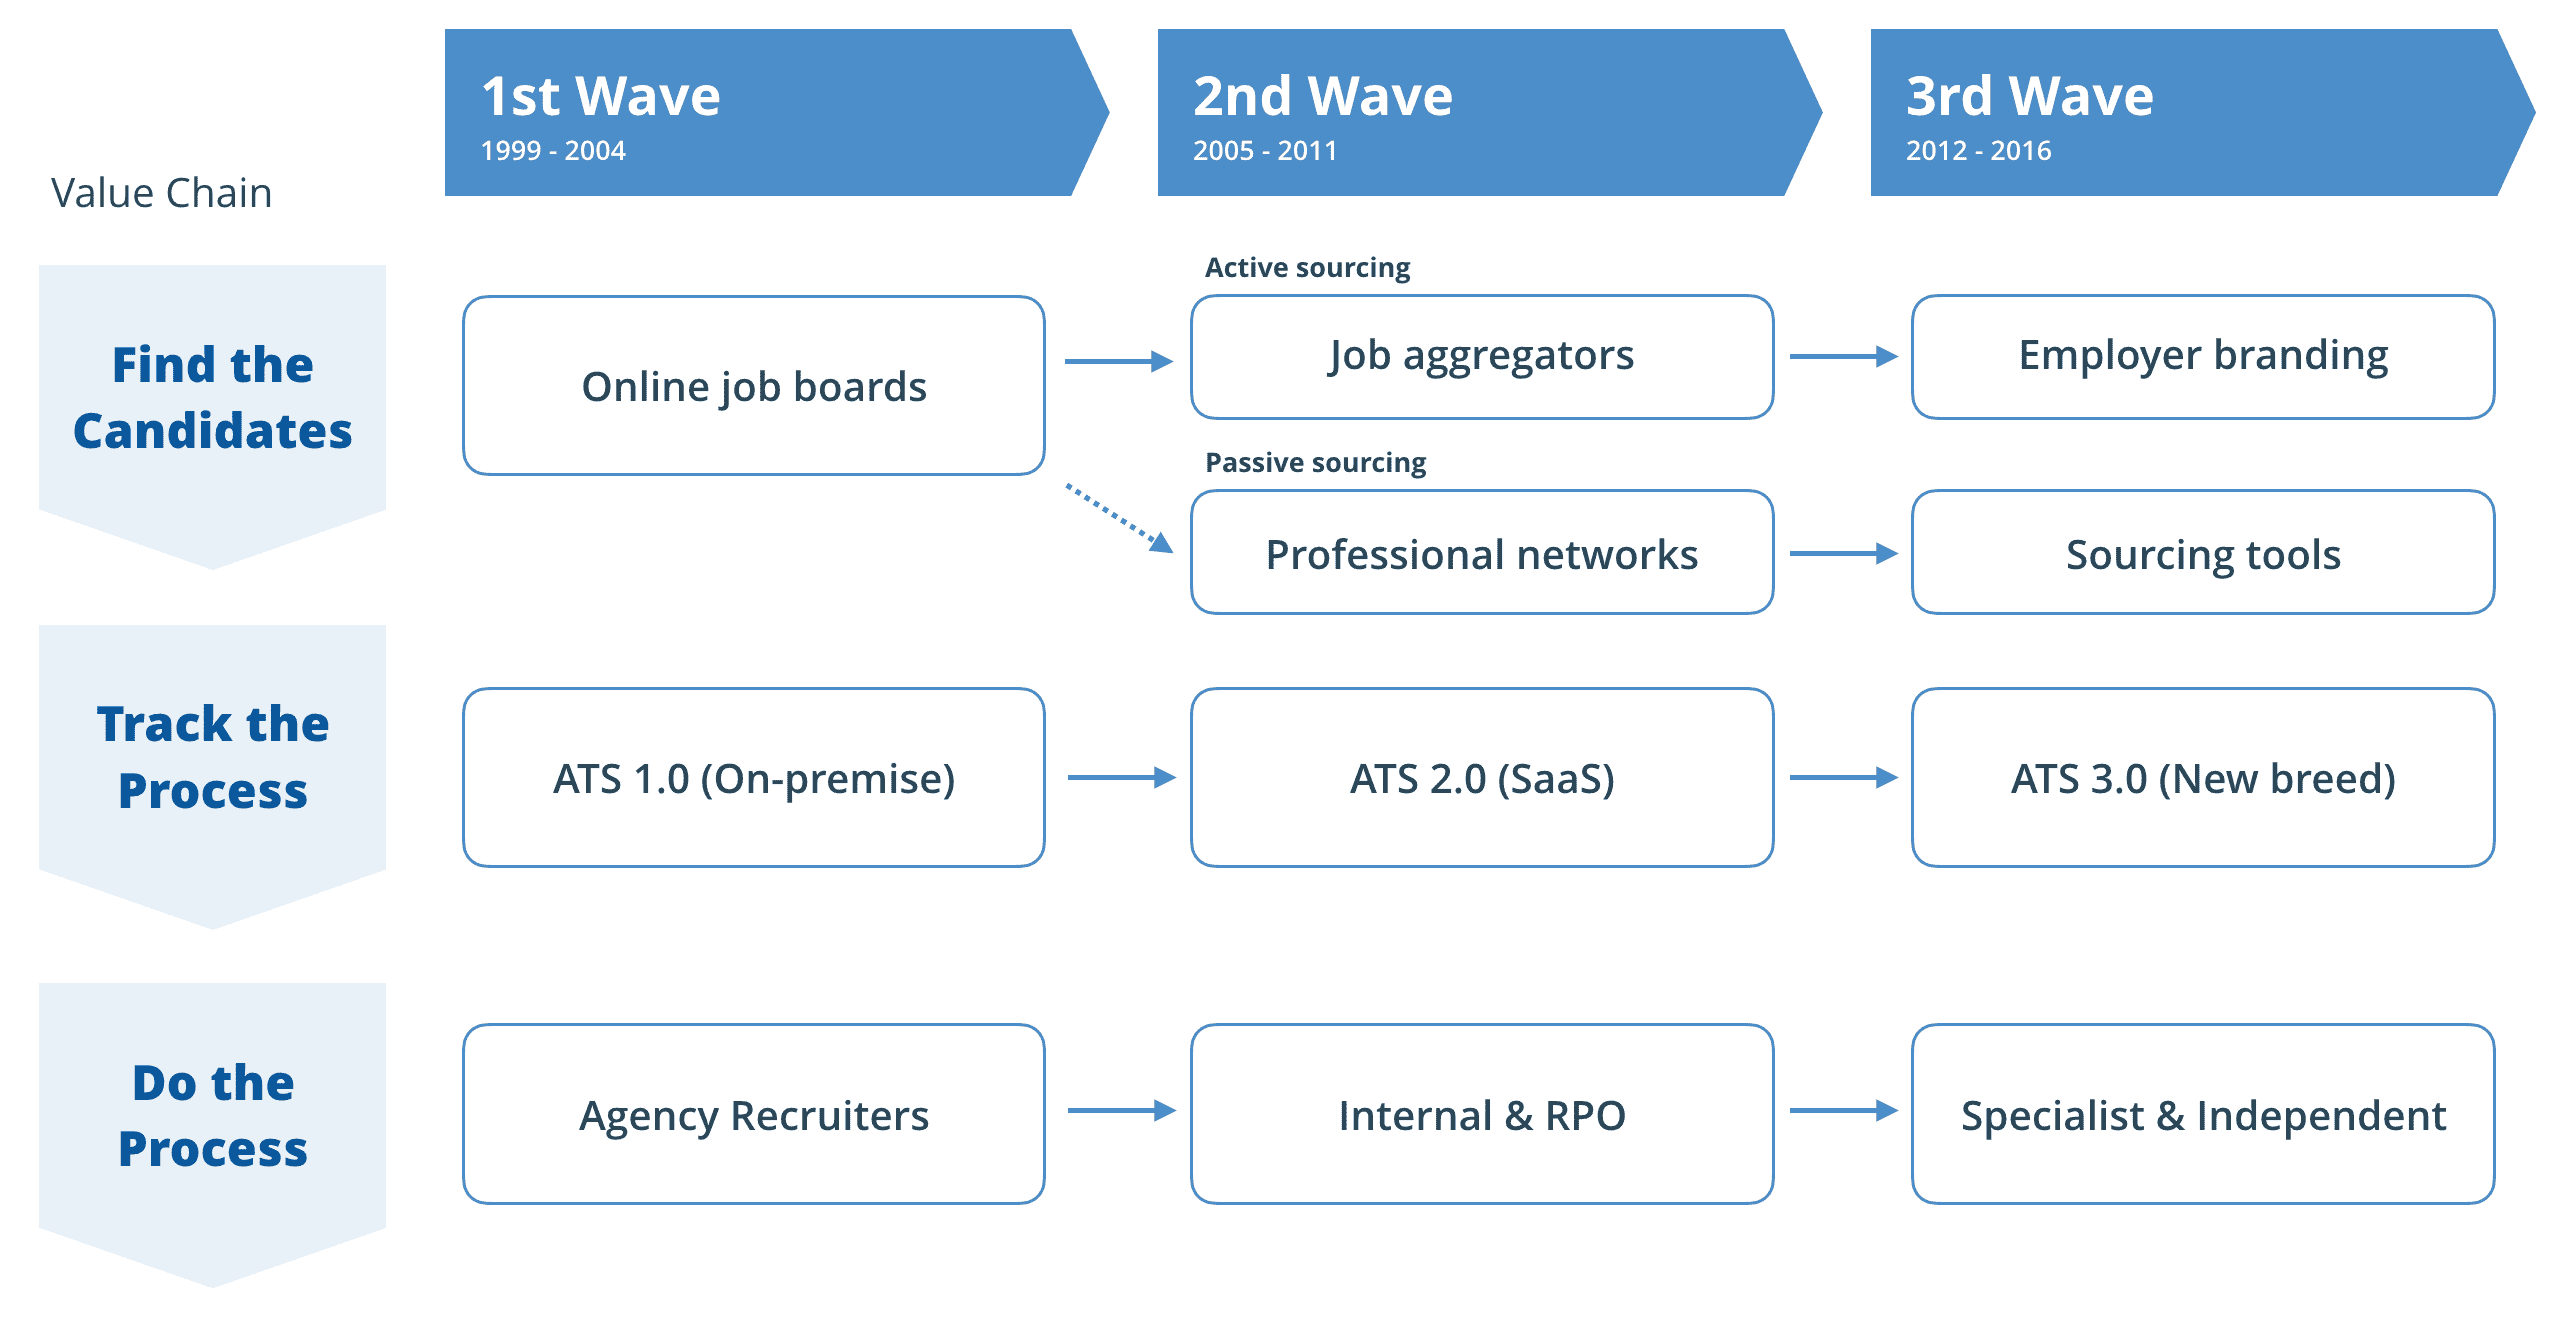 1st Wave
1999 - 2004
2nd Wave
2005 - 2011
3rd Wave
2012 - 2016
Value Chain
Find the
Candidates
Online job boards
Active sourcing
Job aggregators
Employer branding
Passive sourcing
Professional networks
Sourcing tools
Track the
Process
ATS 1.0 (On-premise)
ATS 2.0 (SaaS)
ATS 3.0 (New breed)
Do the
Process
Agency Recruiters
Internal & RPO
Specialist & Independent